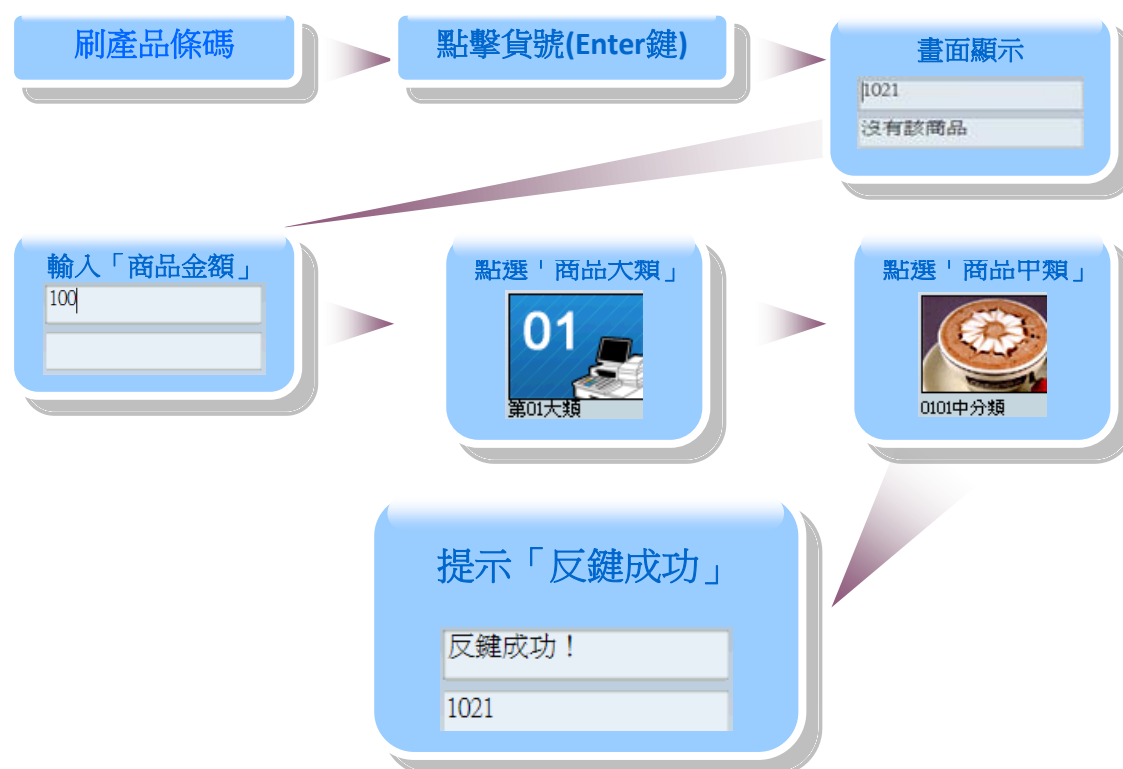 刷產品條碼
點擊貨號(Enter鍵)
畫面顯示
1021
沒有該商品
輸入「商品金額」
100
點選「商品大類」
01
第01大類
點選「商品中類」
0101中分類
提示「反鍵成功」
反鍵成功！
1021